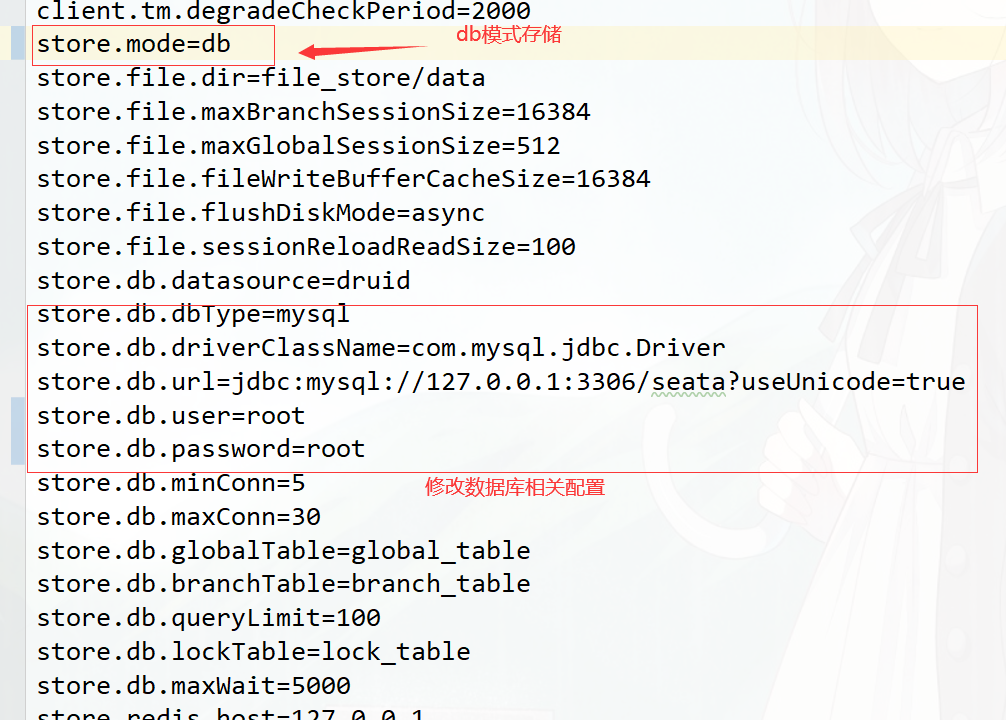 client.tm.degradeCheckPeriod=2000
store.mode=db
db模式存储
store.file.dir=file_store/data
store.file.maxBranchSessionSize=16384
store.file.maxGlobalSessionSize=512
store.file.fileWriteBufferCacheSize=16384
store.file.flushDiskMode=async
store.file.sessionReloadReadSize=100
store.db.datasource=druid
store.db.dbType=mysql
store.db.driverClassName=com.mysql.jdbc.Driver
store.db.url=jdbc:mysql://127.0.0.1:3306/seata?useUnicode=true
store.db.user=root
store.db.password=root
store.db.minConn=5
修改数据库相关配置
store.db.maxConn=30
store.db.globalTable=global_table
store.db.branchTable=branch_table
store.db.queryLimit=100
store.db.lockTable=lock_table
store.db.maxWait=5000
store.redis.host=127.0.0.1